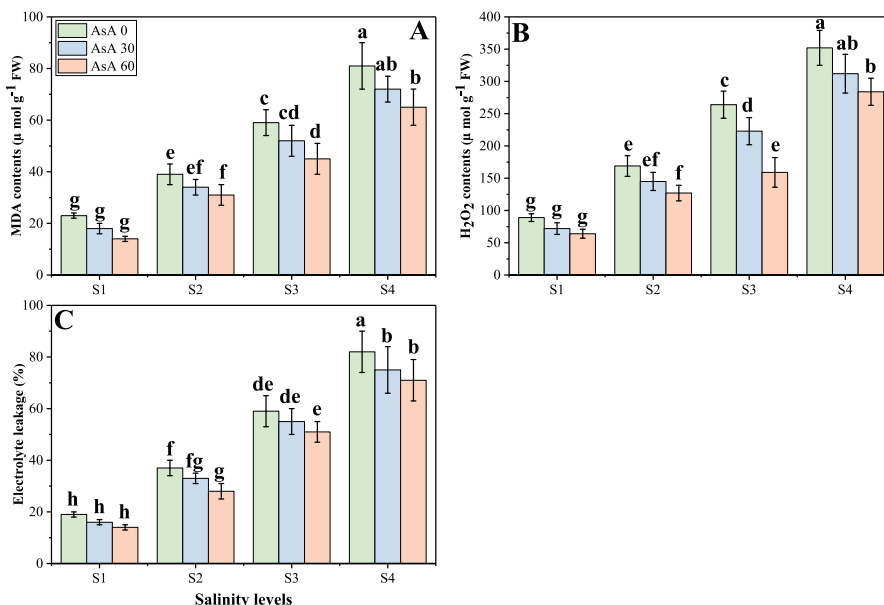 A
AsA 0
AsA 30
AsA 60
MDA contents (µ mol g⁻¹ FW)
100
80
60
40
20
0
g g g
e ef f
c cd d
a ab b
S1 S2 S3 S4
B
H₂O₂ contents (µ mol g⁻¹ FW)
400
350
300
250
200
150
100
50
0
g g g
e ef f
c d e
a ab b
S1 S2 S3 S4
C
Electrolyte leakage (%)
100
80
60
40
20
0
h h h
f fg g
de de e
a b b
S1 S2 S3 S4
Salinity levels